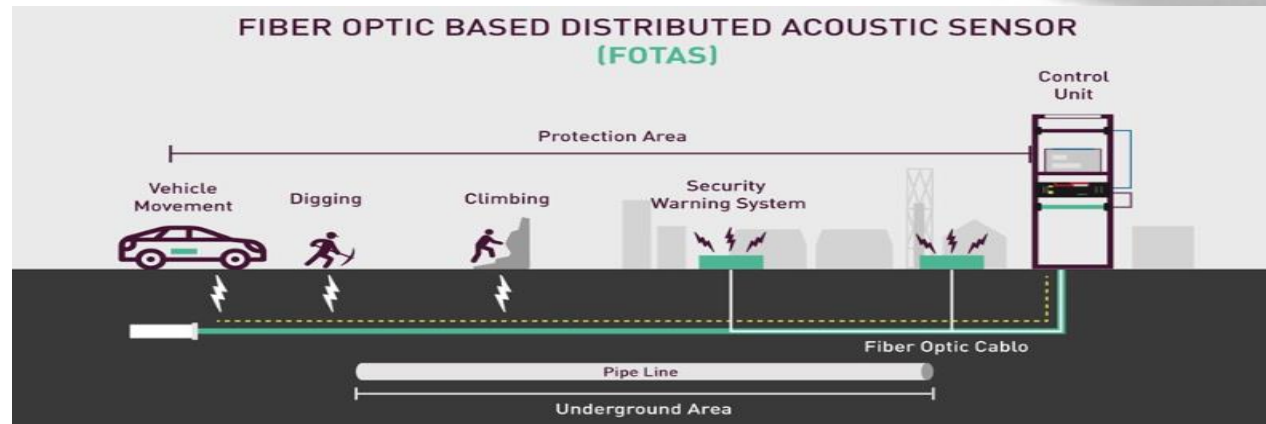 FIBER OPTIC BASED DISTRIBUTED ACOUSTIC SENSOR
(FOTAS)
Control
Unit
Protection Area
Vehicle
Movement
Digging
Climbing
Security
Warning System
Fiber Optic Cablo
Pipe Line
Underground Area